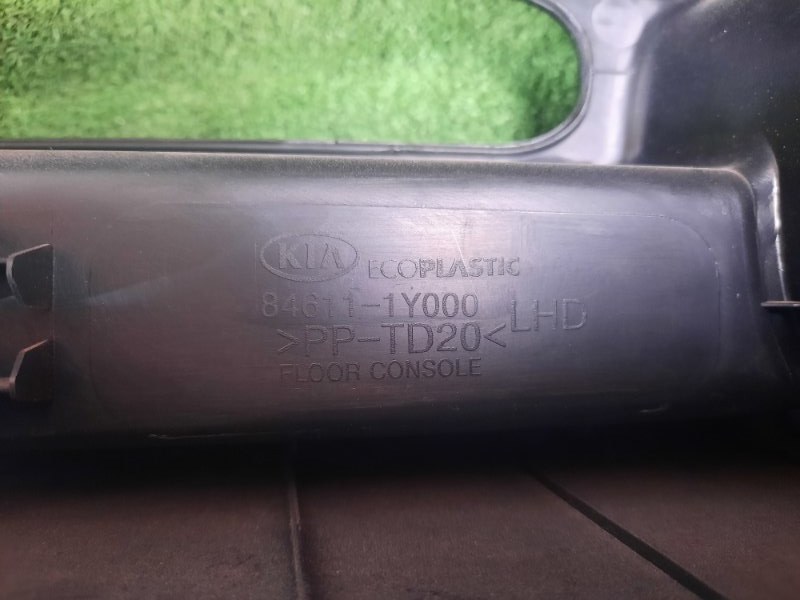 KIA ECOPLASTIC
84611-1Y000
>PP-TD20< LHD
FLOOR CONSOLE